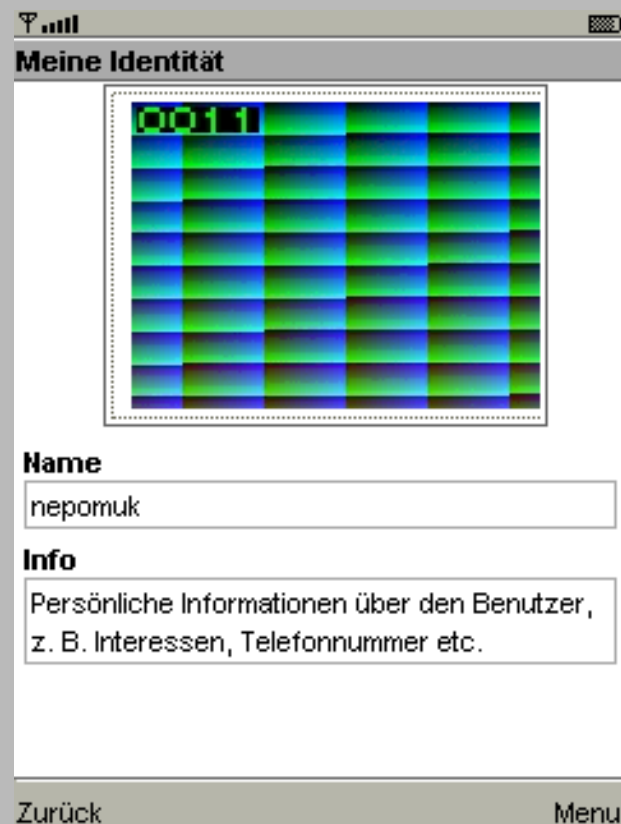 Meine Identität
0011
Name
nepomuk
Info
Persönliche Informationen über den Benutzer,
z. B. Interessen, Telefonnummer etc.
Zurück Menu